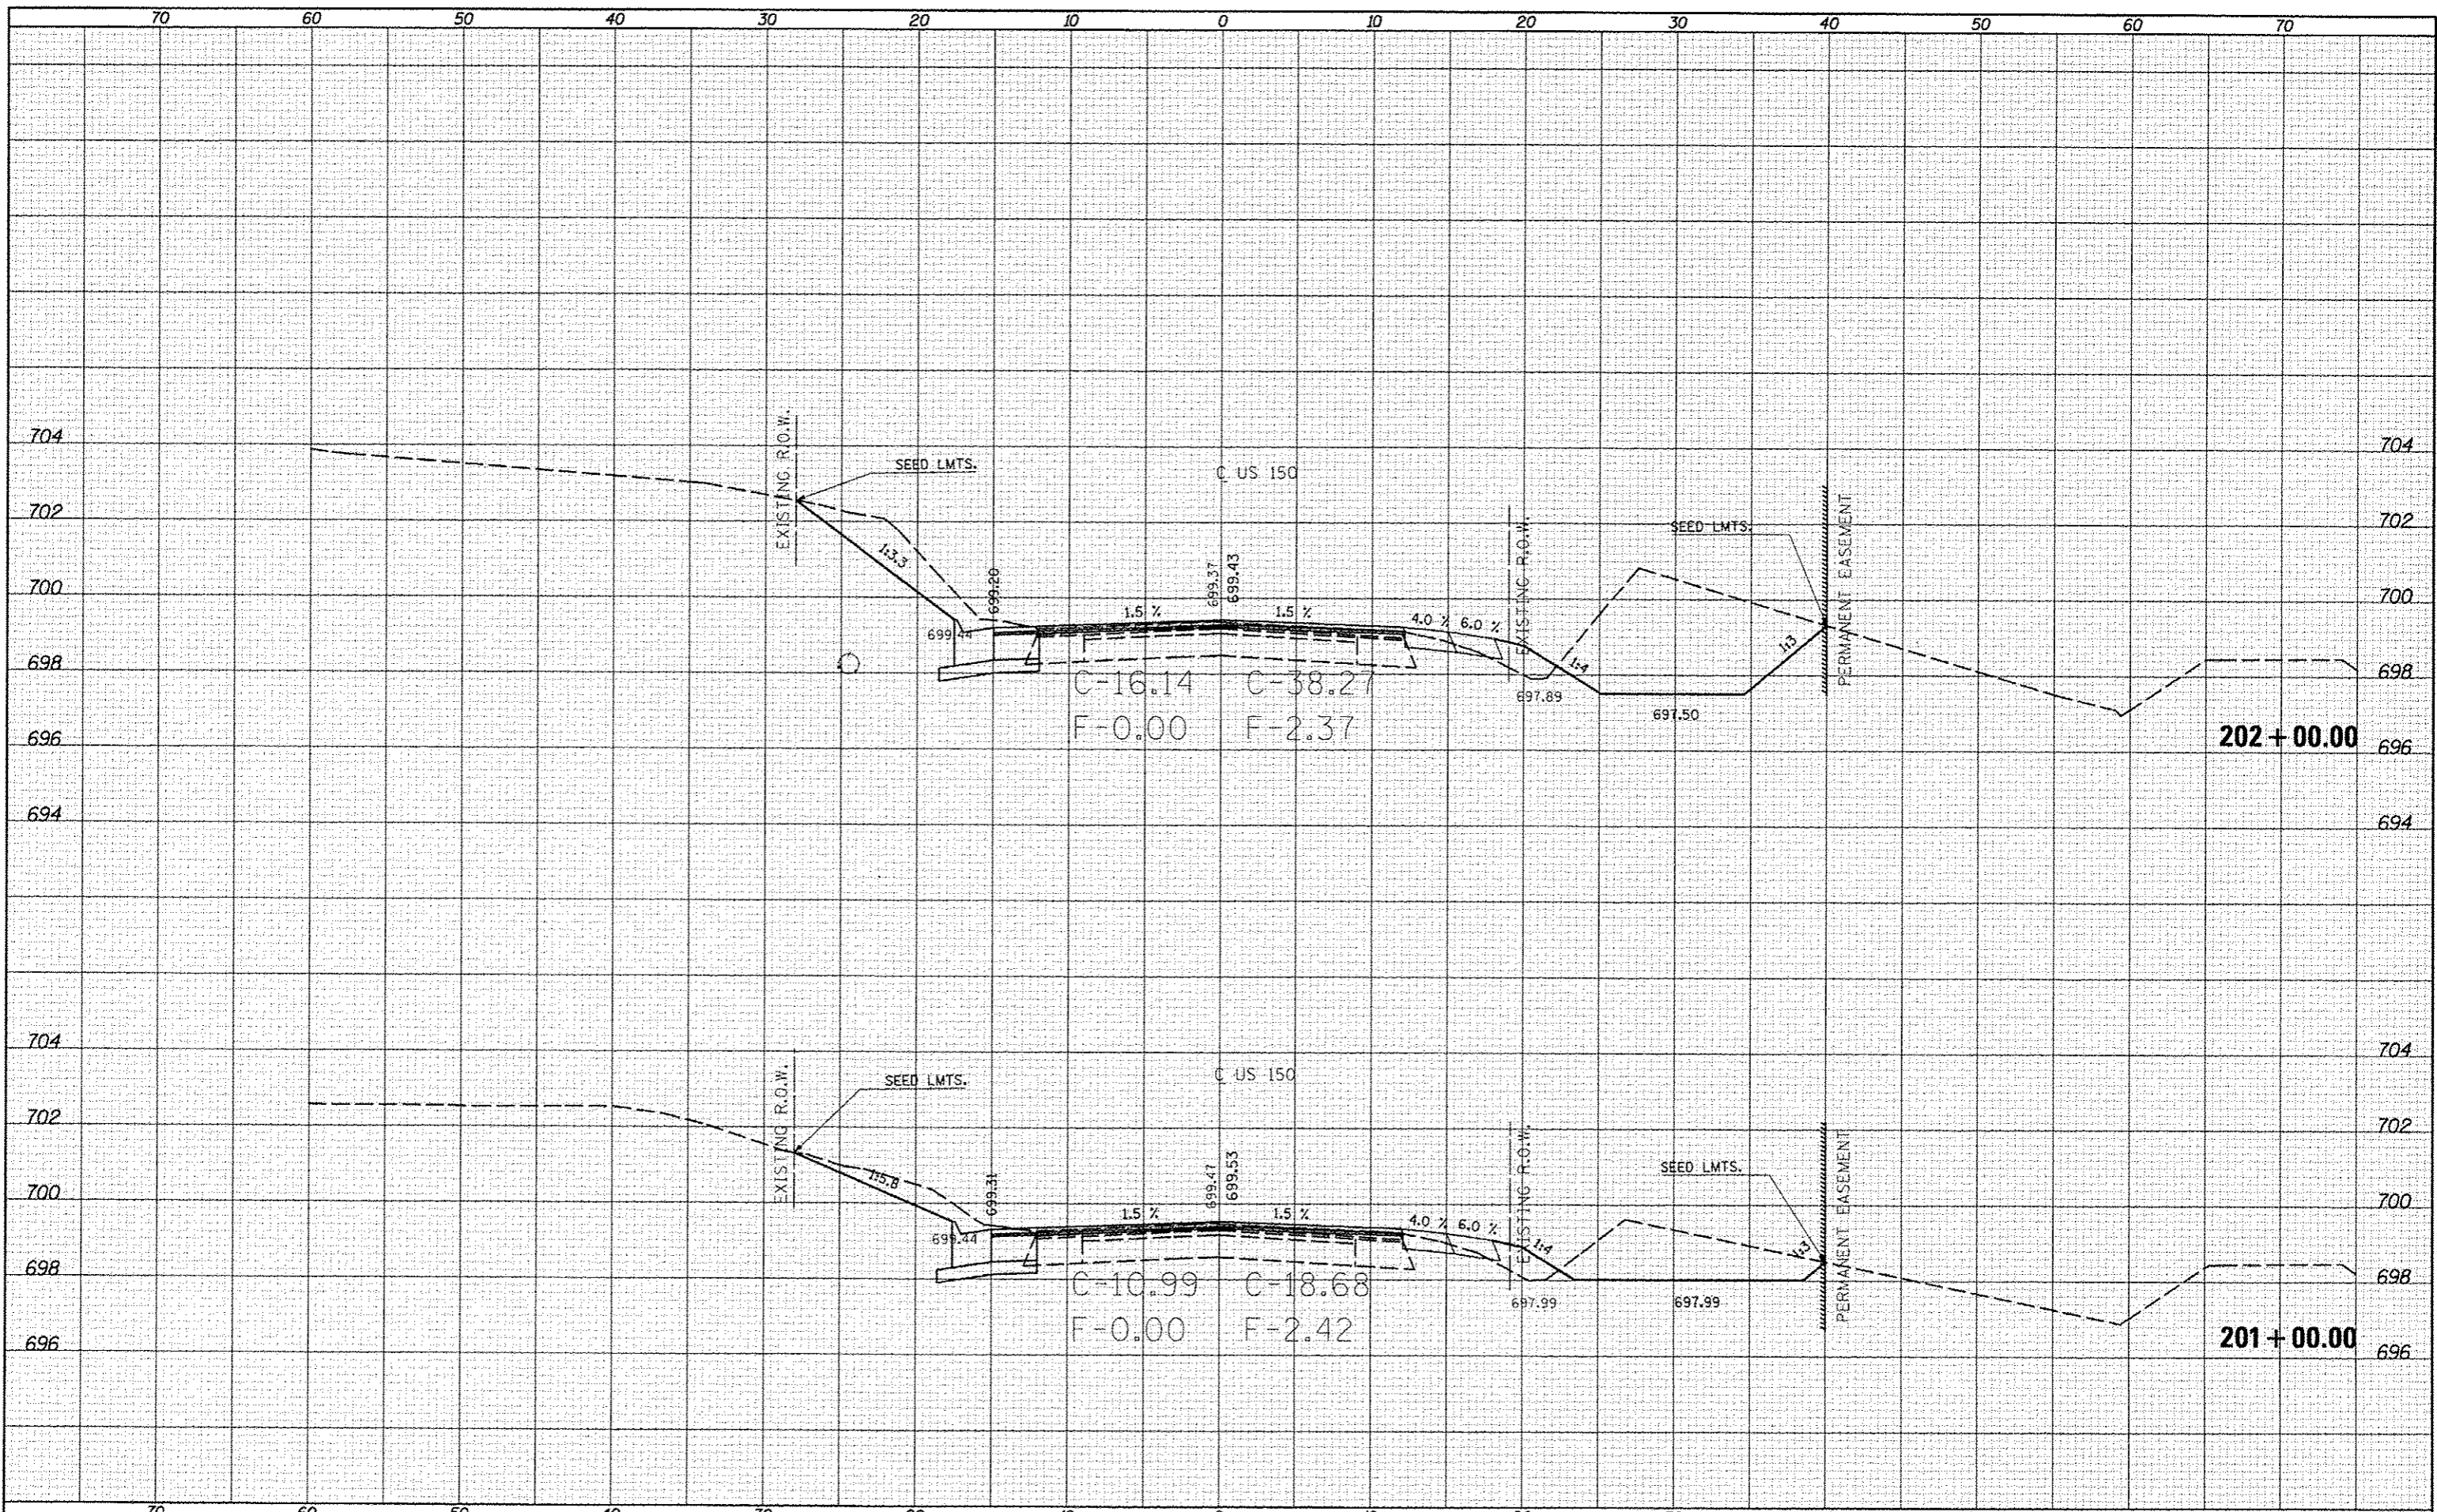 70 60 50 40 30 20 10 0 10 20 30 40 50 60 70
EXISTING R.O.W.
SEED LMTS.
℄ US 150
704 704
702 702
700 700
698 698
696 696
694 694
1:3.3
699.20
699.44
1.5 %
699.37
699.43
1.5 %
4.0 %
6.0 %
EXISTING R.O.W.
SEED LMTS.
PERMANENT EASEMENT
1:4
1:3
697.89
697.50
C-16.14 C-38.27
F-0.00 F-2.37
202+00.00
EXISTING R.O.W.
SEED LMTS.
℄ US 150
704 704
702 702
700 700
698 698
696 696
1:5.8
699.31
699.44
1.5 %
699.47
699.53
1.5 %
4.0 %
6.0 %
EXISTING R.O.W.
SEED LMTS.
PERMANENT EASEMENT
1:4
1:3
697.99
697.99
C-10.99 C-18.68
F-0.00 F-2.42
201+00.00